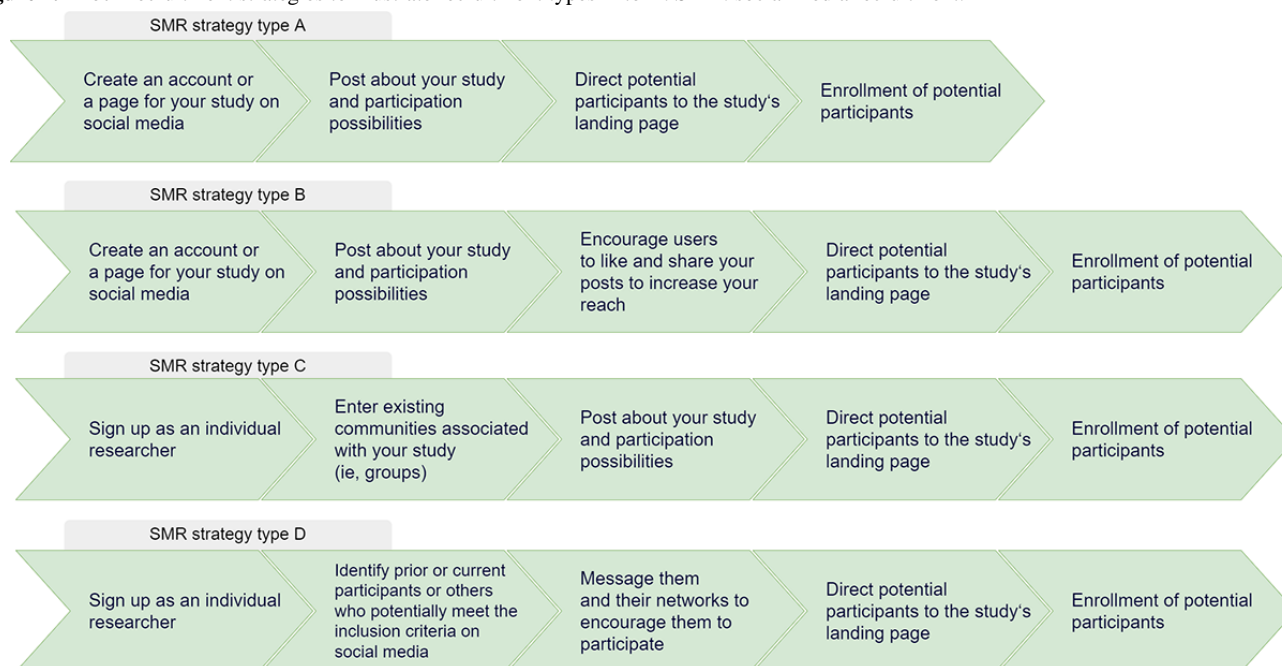 SMR strategy type A
Create an account or
a page for your study on
social media
Post about your study
and participation
possibilities
Direct potential
participants to the study‘s
landing page
Enrollment of potential
participants
SMR strategy type B
Create an account or
a page for your study on
social media
Post about your study
and participation
possibilities
Encourage users
to like and share your
posts to increase your
reach
Direct potential
participants to the study‘s
landing page
Enrollment of potential
participants
SMR strategy type C
Sign up as an individual
researcher
Enter existing
communities associated
with your study
(ie, groups)
Post about your study
and participation
possibilities
Direct potential
participants to the study‘s
landing page
Enrollment of potential
participants
SMR strategy type D
Sign up as an individual
researcher
Identify prior or current
participants or others
who potentially meet the
inclusion criteria on
social media
Message them
and their networks to
encourage them to
participate
Direct potential
participants to the study‘s
landing page
Enrollment of potential
participants